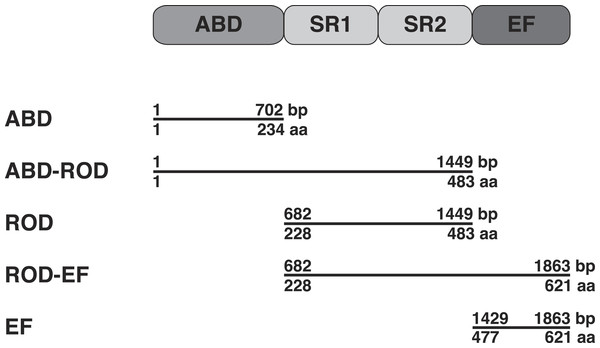 ABD SR1 SR2 EF
ABD
1 702 bp
1 234 aa
ABD-ROD
1 1449 bp
1 483 aa
ROD
682 1449 bp
228 483 aa
ROD-EF
682 1863 bp
228 621 aa
EF
1429 1863 bp
477 621 aa